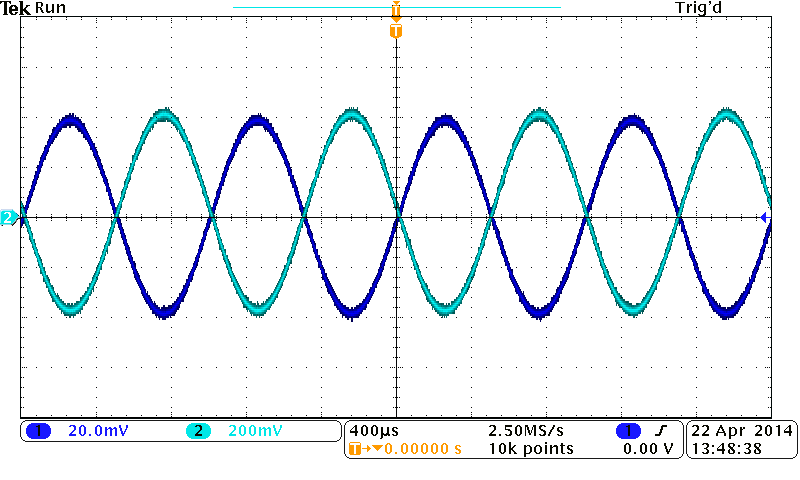 Tek Run Trig'd
T
T
2
1 20.0mV 2 200mV 400µs 2.50MS/s 1 22 Apr 2014
T→▼0.00000 s 10k points 0.00 V 13:48:38